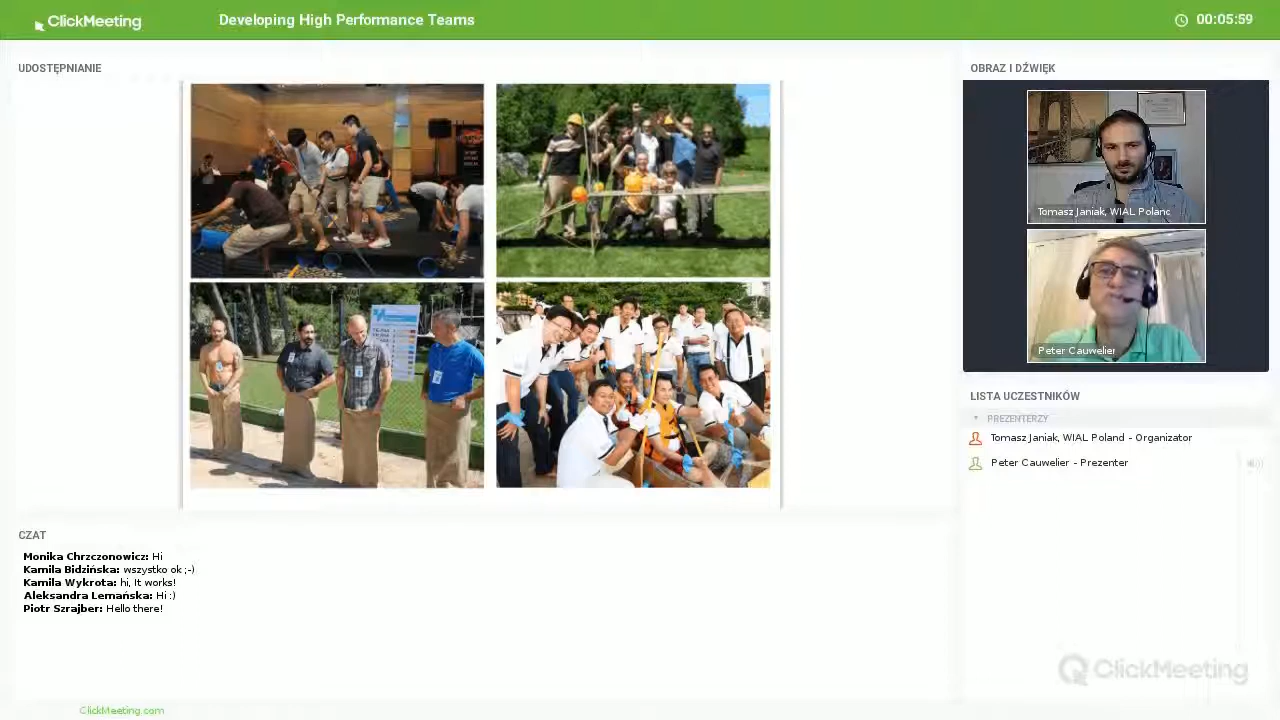 ClickMeeting
Developing High Performance Teams
00:05:59
UDOSTĘPNIANIE
OBRAZ I DŹWIĘK
Tomasz Janiak, WIAL Polanc
Peter Cauwelier
LISTA UCZESTNIKÓW
PREZENTERZY
Tomasz Janiak, WIAL Poland - Organizator
Peter Cauwelier - Prezenter
CZAT
Monika Chrzczonowicz: Hi
Kamila Bidzińska: wszystko ok ;-)
Kamila Wykrota: hi, It works!
Aleksandra Lemańska: Hi :)
Piotr Szrajber: Hello there!
ClickMeeting
ClickMeeting.com